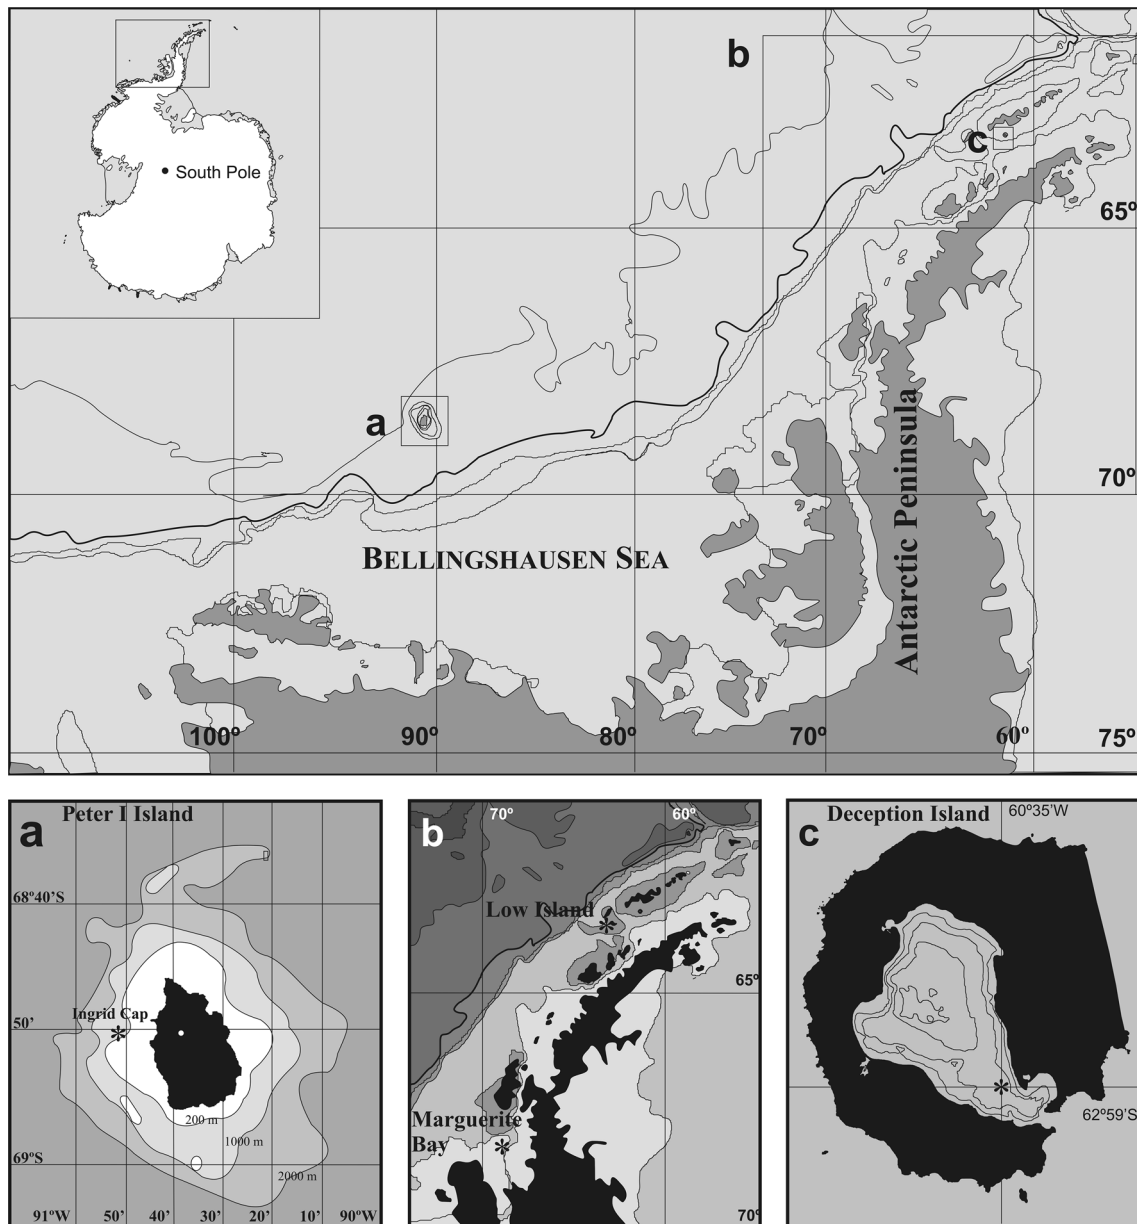 b
South Pole
c
65º
a
70º
BELLINGSHAUSEN SEA
Antarctic Peninsula
100º 90º 80º 70º 60º 75º
a Peter I Island
68º40'S
Ingrid Cap
50'
200 m
1000 m
69ºS
2000 m
91ºW 50' 40' 30' 20' 10' 90ºW
b
70º 60º
Low Island
65º
Marguerite
Bay
70º
c Deception Island
60º35'W
62º59'S